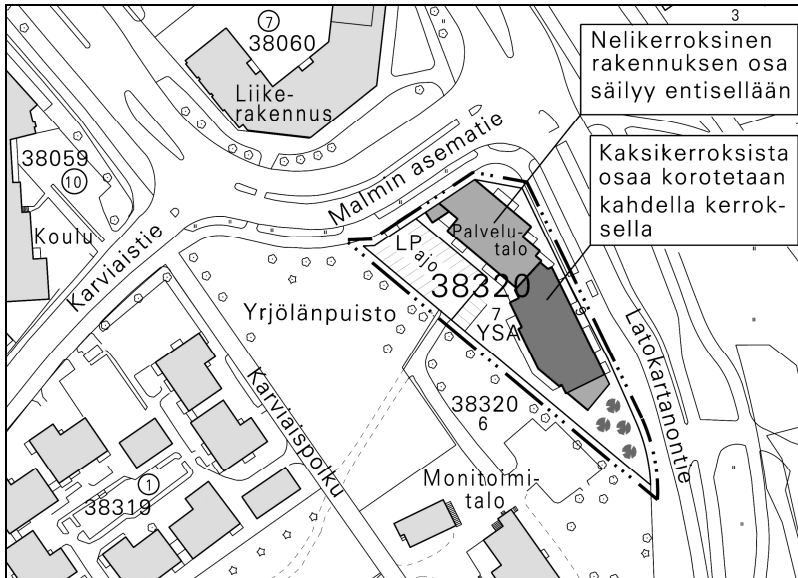 7
38060
Liike-
rakennus
3
Nelikerroksinen
rakennuksen osa
säilyy entisellään
Kaksikerroksista
osaa korotetaan
kahdella kerrok-
sella
38059
10
Koulu
Karviaistie
Malmin asematie
LP
ajo
Palvelu-
talo
38320
7
YSA
9
Yrjölänpuisto
Latokartanontie
Karviaispolku
38320
6
Monitoimi-
talo
1
38319